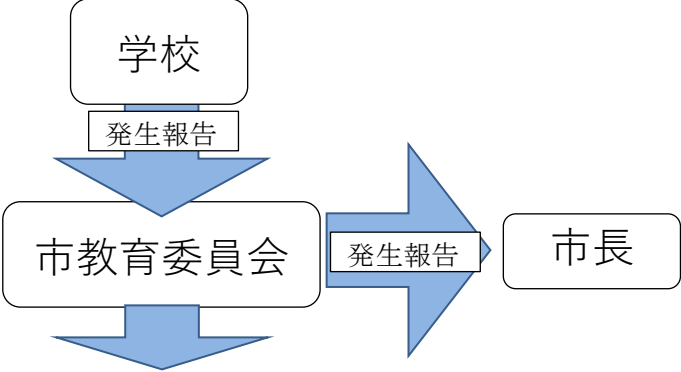 学校
発生報告
市教育委員会
発生報告
市長